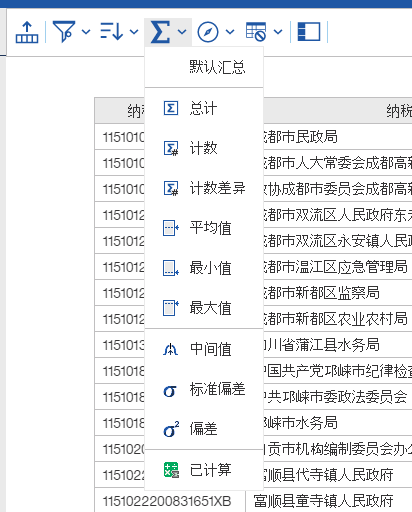 默认汇总
总计
计数
计数差异
平均值
最小值
最大值
中间值
标准偏差
偏差
已计算
纳税
1151010 成都市民政局
1151010 成都市人大常委会成都高新
1151010 政协成都市委员会成都高新
1151012 成都市双流区人民政府东
1151012 成都市双流区永安镇人民政
1151012 成都市温江区应急管理局
1151012 成都市新都区监察局
1151012 成都市新都区农业农村局
1151013 四川省蒲江县水务局
1151018 中国共产党邛崃市纪律检查
1151018 中共邛崃市委政法委员会
1151018 邛崃市水务局
1151020 自贡市机构编制委员会办公
1151022 富顺县代寺镇人民政府
1151022200831651XB 富顺县童寺镇人民政府